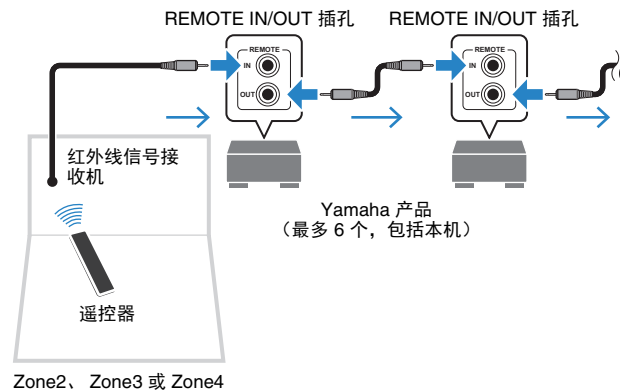 REMOTE IN/OUT 插孔
REMOTE IN/OUT 插孔
REMOTE
IN
OUT
REMOTE
IN
OUT
红外线信号接
收机
Yamaha 产品
（最多 6 个，包括本机）
遥控器
Zone2、 Zone3 或 Zone4